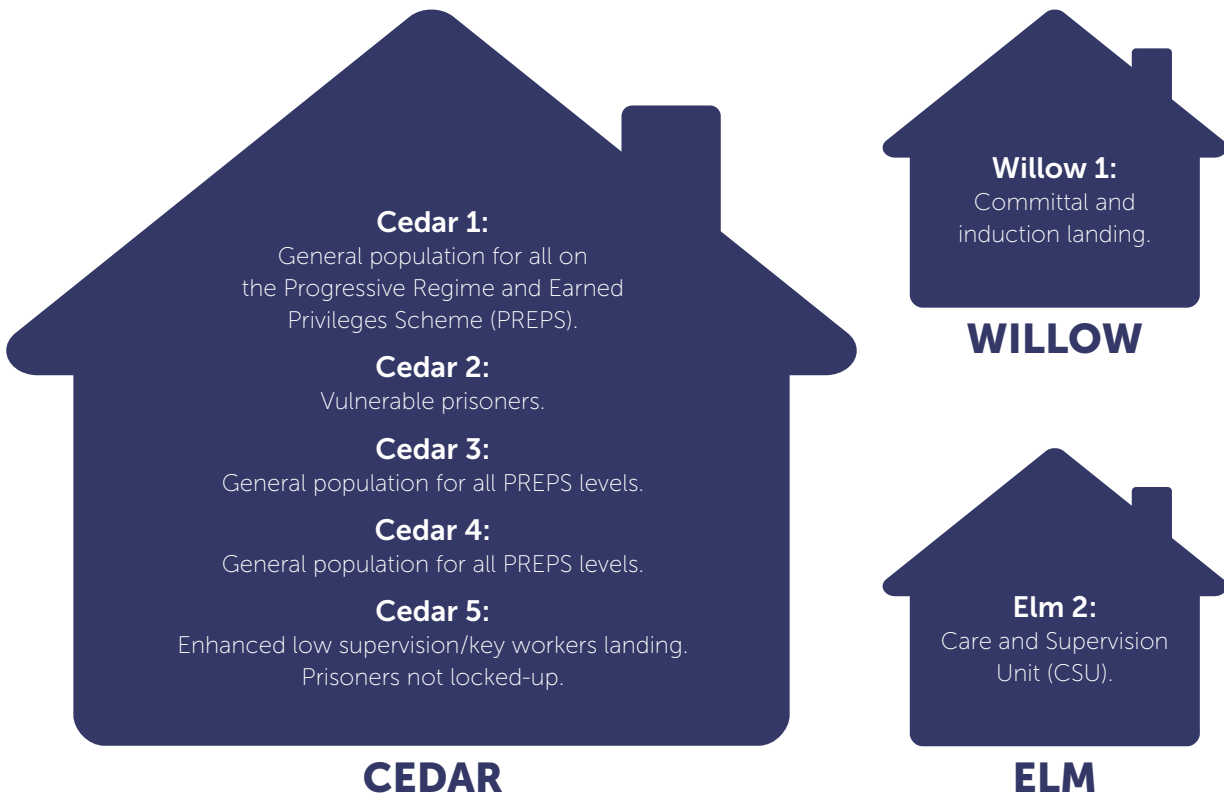 Cedar 1:
General population for all on
the Progressive Regime and Earned
Privileges Scheme (PREPS).
Cedar 2:
Vulnerable prisoners.
Cedar 3:
General population for all PREPS levels.
Cedar 4:
General population for all PREPS levels.
Cedar 5:
Enhanced low supervision/key workers landing.
Prisoners not locked-up.
CEDAR
Willow 1:
Committal and
induction landing.
WILLOW
Elm 2:
Care and Supervision
Unit (CSU).
ELM